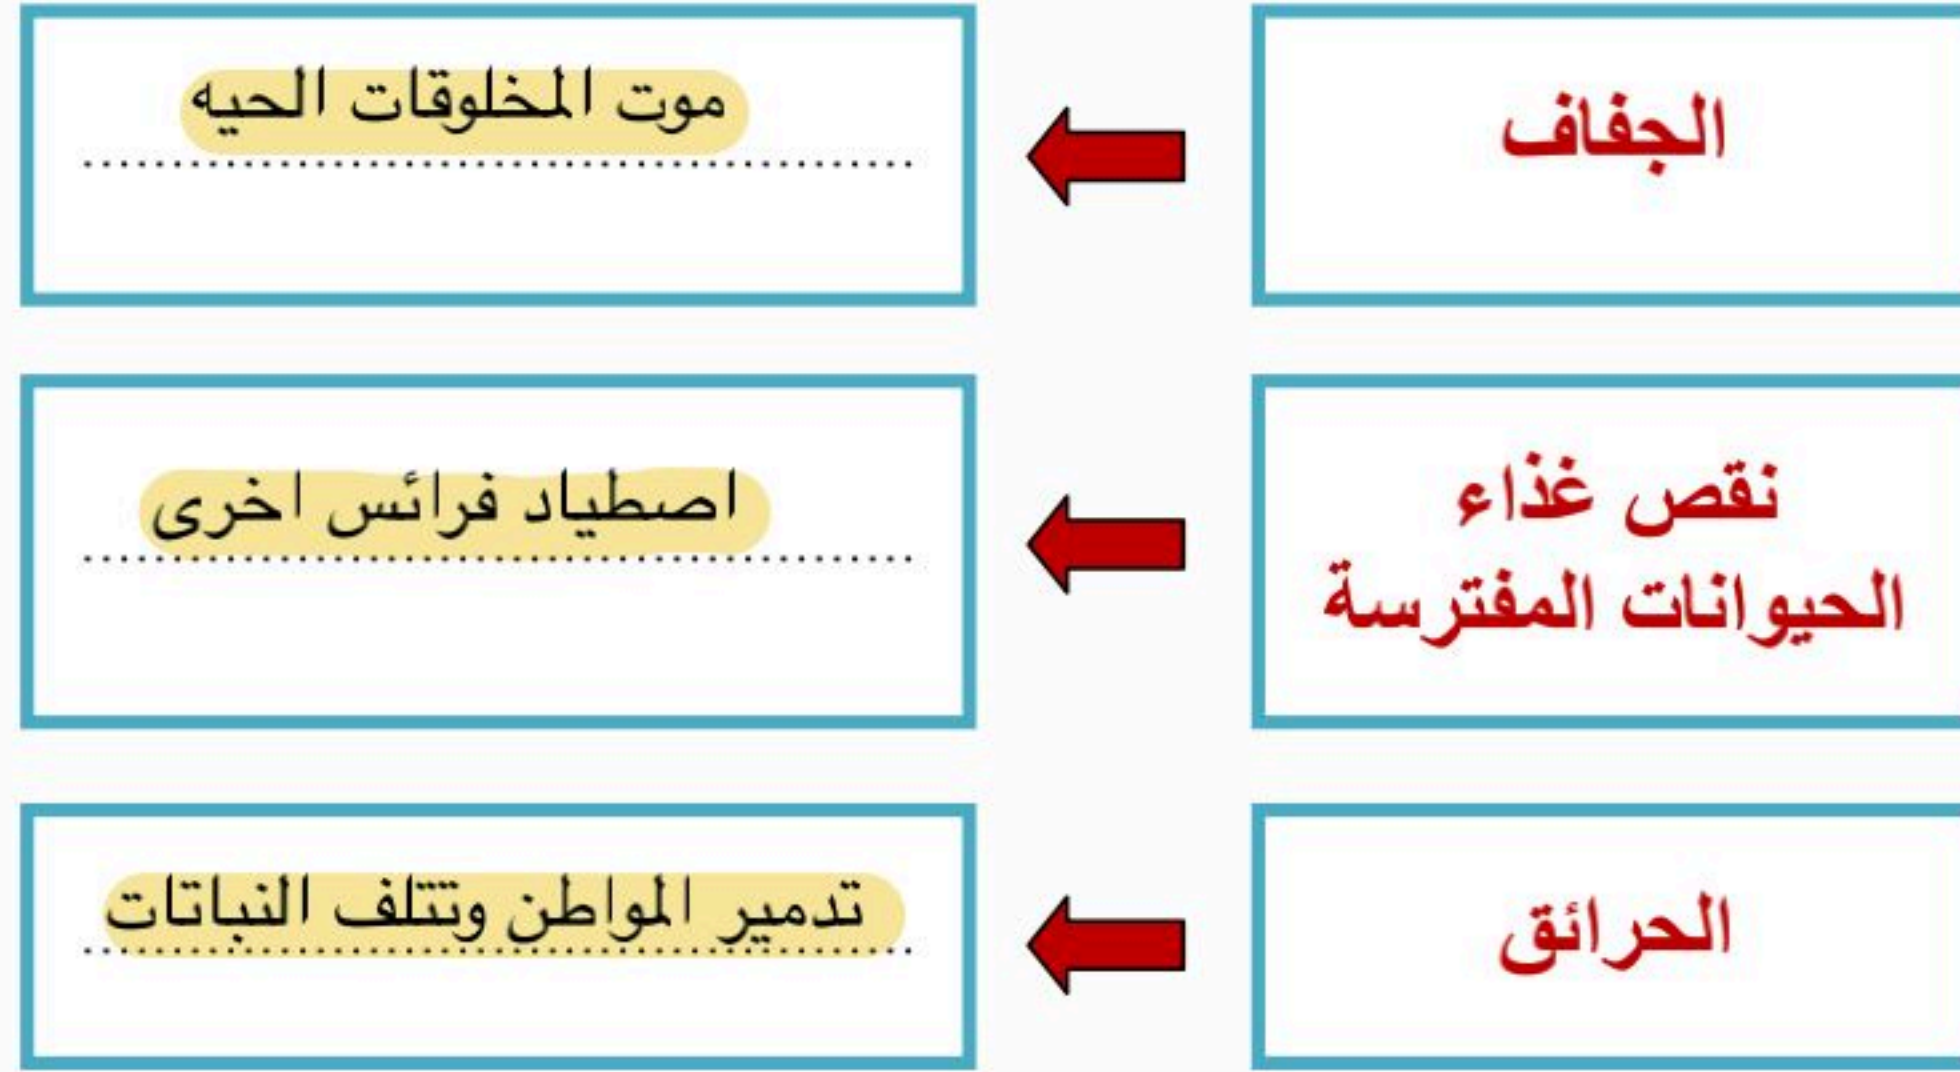 الجفاف
موت المخلوقات الحيه
نقص غذاء
الحيوانات المفترسة
اصطياد فرائس اخرى
الحرائق
تدمير المواطن وتتلف النباتات